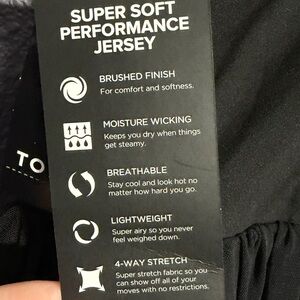 SUPER SOFT
PERFORMANCE
JERSEY
BRUSHED FINISH
For comfort and softness.
MOISTURE WICKING
Keeps you dry when things
get steamy.
BREATHABLE
Stay cool and look hot no
matter how hard you go.
LIGHTWEIGHT
Super airy so you never
feel weighed down.
4-WAY STRETCH
Super stretch fabric so you
can show off all of your
moves with no restrictions.
TO